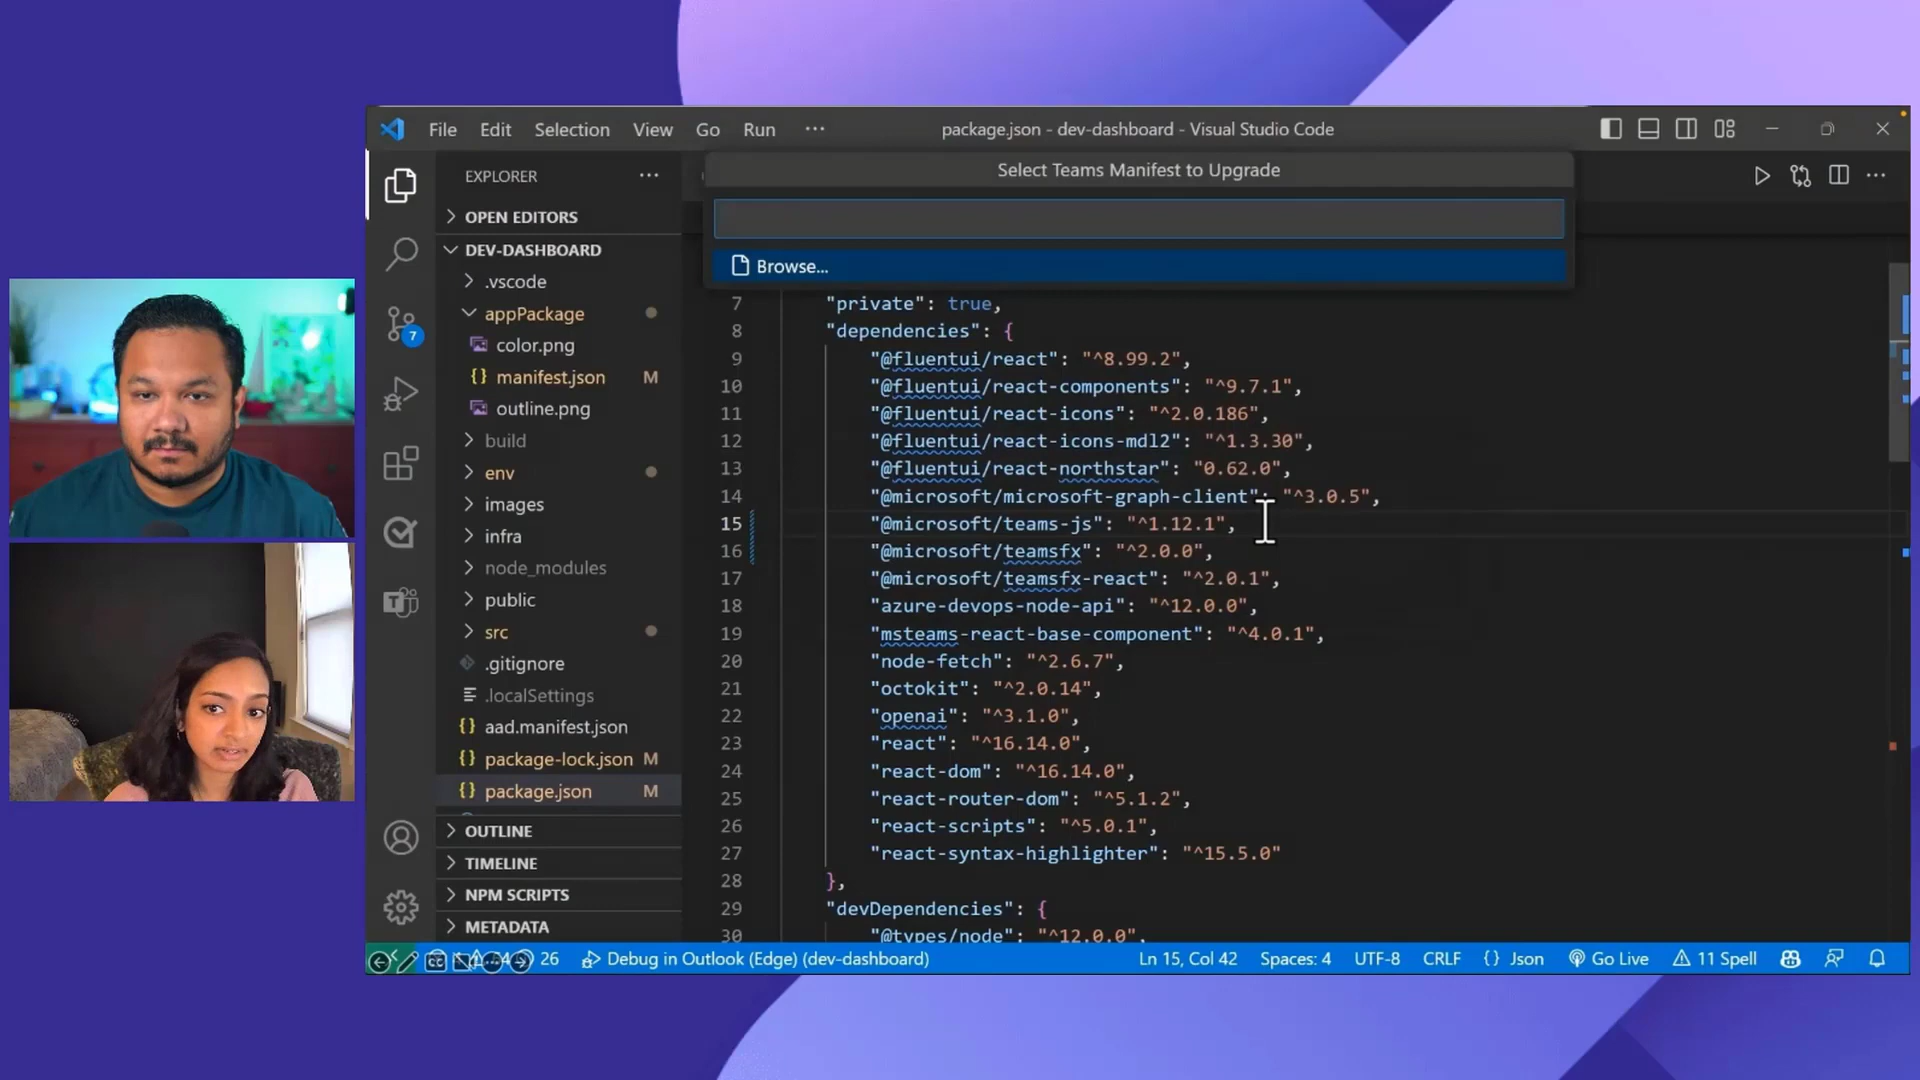 File Edit Selection View Go Run ··· package.json - dev-dashboard - Visual Studio Code
Select Teams Manifest to Upgrade
Browse...
EXPLORER ···
OPEN EDITORS
DEV-DASHBOARD
.vscode
appPackage
color.png
{} manifest.json M
outline.png
build
env
images
infra
node_modules
public
src
.gitignore
.localSettings
{} aad.manifest.json
{} package-lock.json M
{} package.json M
OUTLINE
TIMELINE
NPM SCRIPTS
METADATA
7
7 "private": true,
8 "dependencies": {
9 "@fluentui/react": "^8.99.2",
10 "@fluentui/react-components": "^9.7.1",
11 "@fluentui/react-icons": "^2.0.186",
12 "@fluentui/react-icons-mdl2": "^1.3.30",
13 "@fluentui/react-northstar": "0.62.0",
14 "@microsoft/microsoft-graph-client": "^3.0.5",
15 "@microsoft/teams-js": "^1.12.1",
16 "@microsoft/teamsfx": "^2.0.0",
17 "@microsoft/teamsfx-react": "^2.0.1",
18 "azure-devops-node-api": "^12.0.0",
19 "msteams-react-base-component": "^4.0.1",
20 "node-fetch": "^2.6.7",
21 "octokit": "^2.0.14",
22 "openai": "^3.1.0",
23 "react": "^16.14.0",
24 "react-dom": "^16.14.0",
25 "react-router-dom": "^5.1.2",
26 "react-scripts": "^5.0.1",
27 "react-syntax-highlighter": "^15.5.0"
28 },
29 "devDependencies": {
30 "@types/node": "^12.0.0",
26 Debug in Outlook (Edge) (dev-dashboard) Ln 15, Col 42 Spaces: 4 UTF-8 CRLF {} Json Go Live 11 Spell